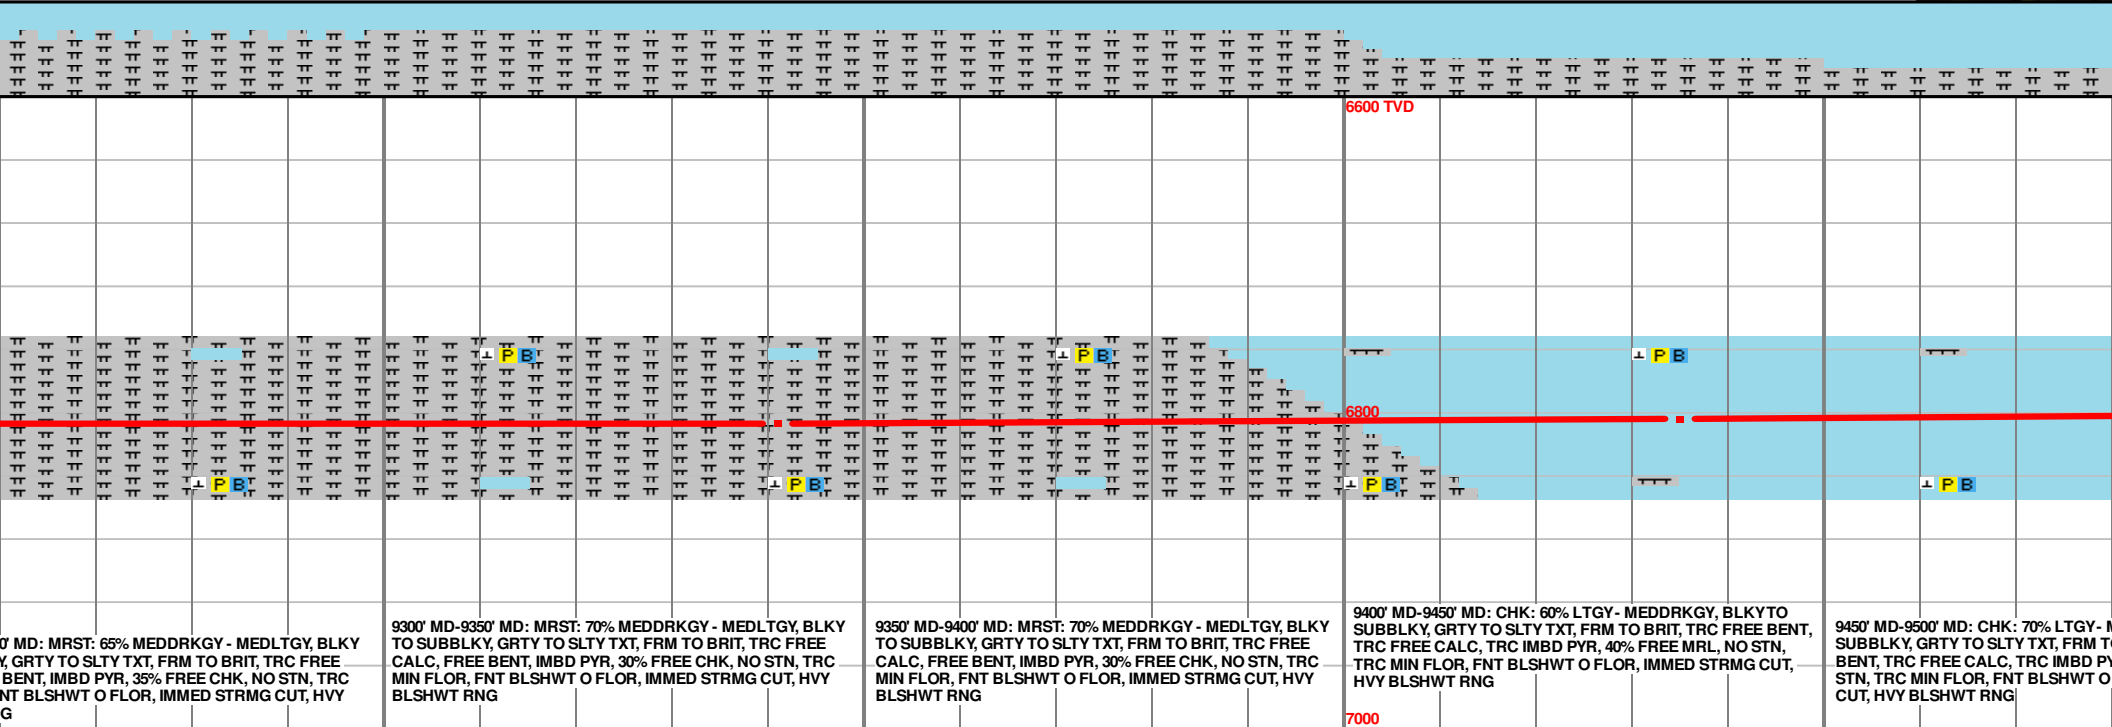 6600 TVD
P B
P B
P B
6800
P B
P B
P B
P B
0' MD: MRST: 65% MEDDRKGY - MEDLTGY, BLKY
Y, GRTY TO SLTY TXT, FRM TO BRIT, TRC FREE
BENT, IMBD PYR, 35% FREE CHK, NO STN, TRC
NT BLSHWT O FLOR, IMMED STRMG CUT, HVY
G
9300' MD-9350' MD: MRST: 70% MEDDRKGY - MEDLTGY, BLKY
TO SUBBLKY, GRTY TO SLTY TXT, FRM TO BRIT, TRC FREE
CALC, FREE BENT, IMBD PYR, 30% FREE CHK, NO STN, TRC
MIN FLOR, FNT BLSHWT O FLOR, IMMED STRMG CUT, HVY
BLSHWT RNG
9350' MD-9400' MD: MRST: 70% MEDDRKGY - MEDLTGY, BLKY
TO SUBBLKY, GRTY TO SLTY TXT, FRM TO BRIT, TRC FREE
CALC, FREE BENT, IMBD PYR, 30% FREE CHK, NO STN, TRC
MIN FLOR, FNT BLSHWT O FLOR, IMMED STRMG CUT, HVY
BLSHWT RNG
9400' MD-9450' MD: CHK: 60% LTGY - MEDDRKGY, BLKY TO
SUBBLKY, GRTY TO SLTY TXT, FRM TO BRIT, TRC FREE BENT,
TRC FREE CALC, TRC IMBD PYR, 40% FREE MRL, NO STN,
TRC MIN FLOR, FNT BLSHWT O FLOR, IMMED STRMG CUT,
HVY BLSHWT RNG
9450' MD-9500' MD: CHK: 70% LTGY - M
SUBBLKY, GRTY TO SLTY TXT, FRM T
BENT, TRC FREE CALC, TRC IMBD PY
STN, TRC MIN FLOR, FNT BLSHWT O
CUT, HVY BLSHWT RNG
7000